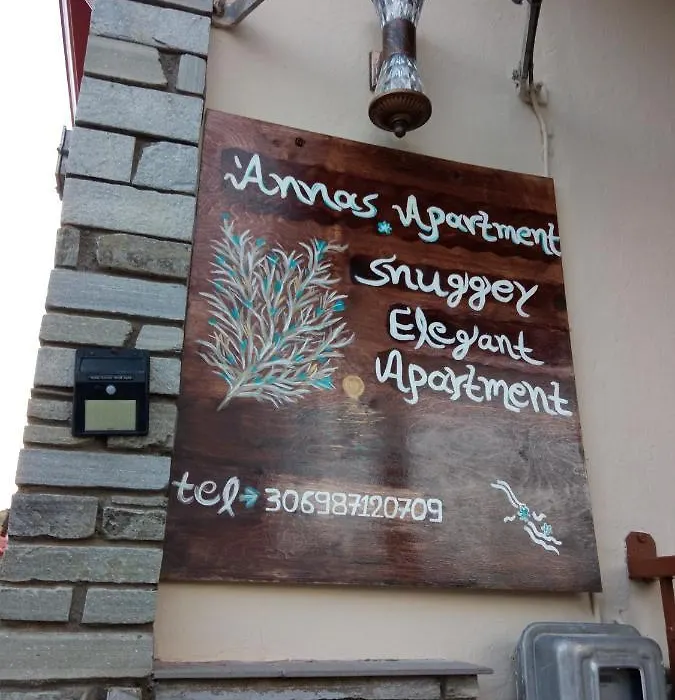 Annas Apartment
Snuggey
Elegant
Apartment
tel → 306987120709